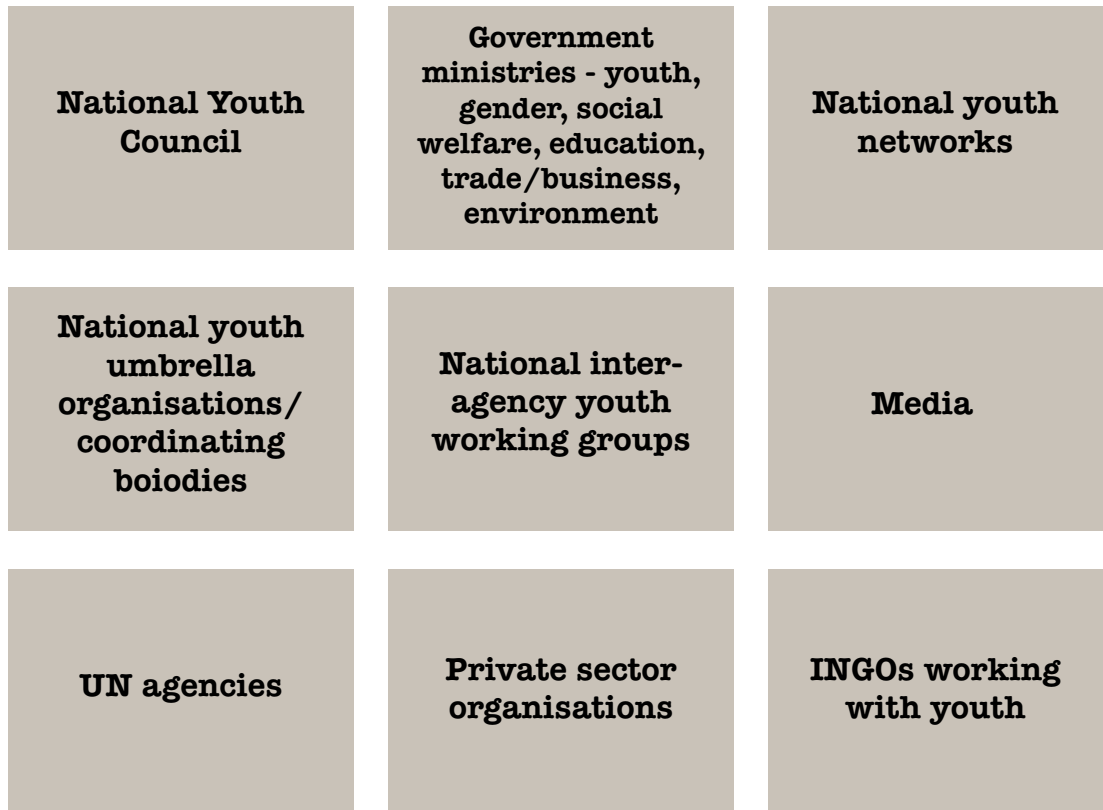 National Youth
Council
Government
ministries - youth,
gender, social
welfare, education,
trade/business,
environment
National youth
networks
National youth
umbrella
organisations/
coordinating
boiodies
National inter-
agency youth
working groups
Media
UN agencies
Private sector
organisations
INGOs working
with youth